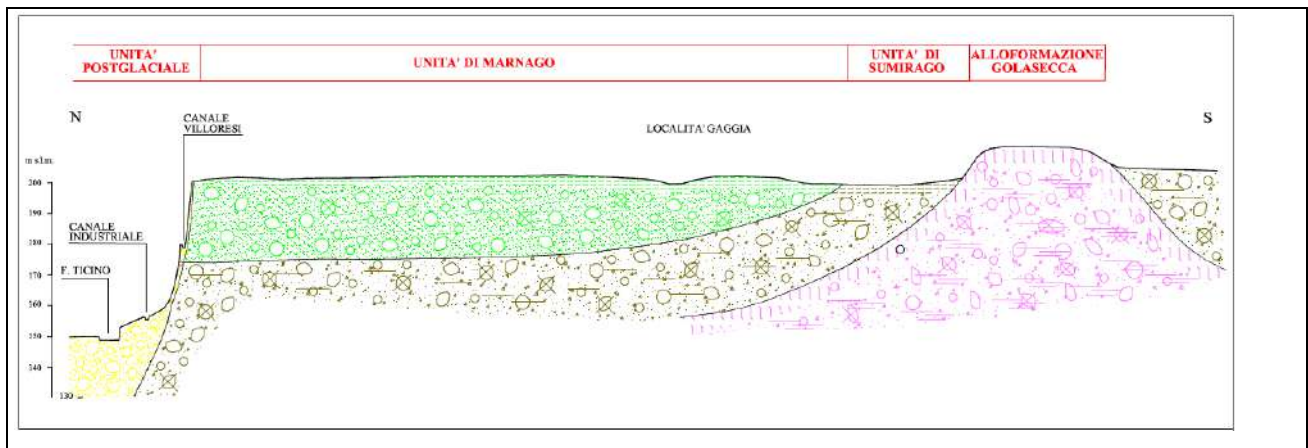 UNITA'
POSTGLACIALE
UNITA' DI MARNAGO
UNITA' DI
SUMIRAGO
ALLOFORMAZIONE
GOLASECCA
N
CANALE
VILLORESI
LOCALITA' GAGGIA
S
m s.l.m.
200
190
180
CANALE
INDUSTRIALE
170
F. TICINO
160
150
140
130